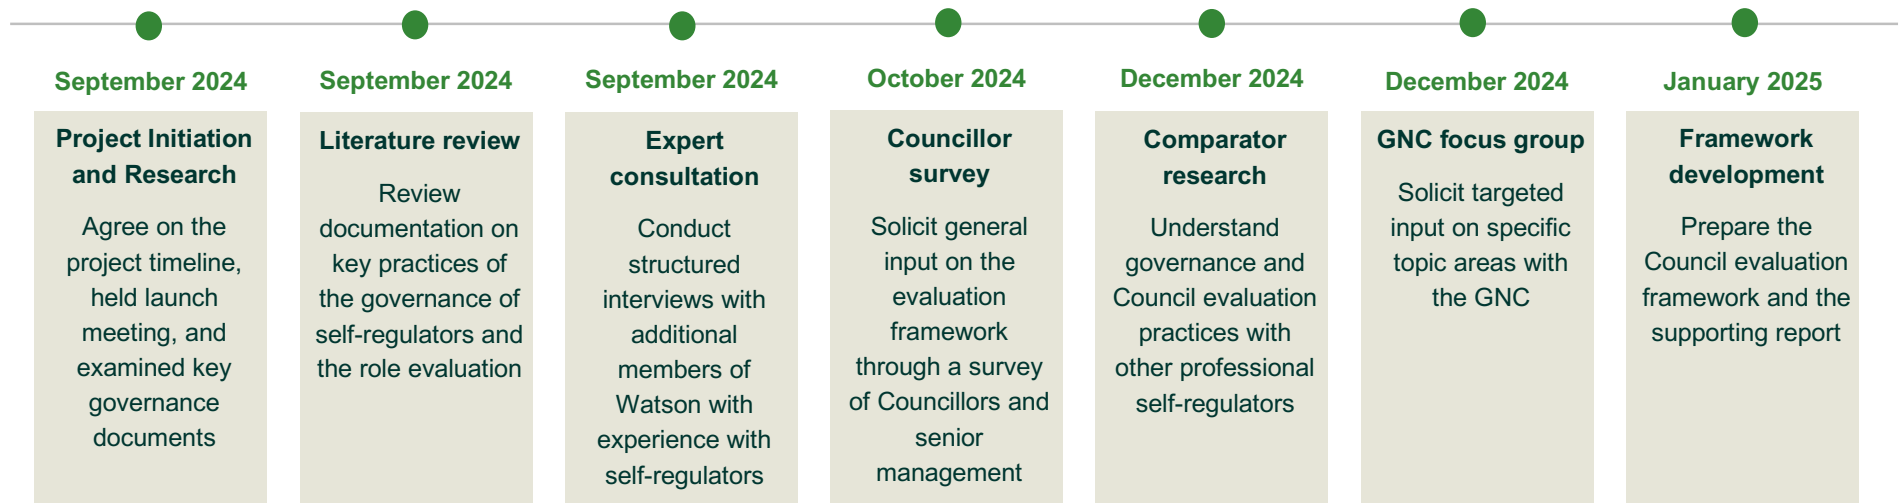 September 2024
Project Initiation
and Research
Agree on the
project timeline,
held launch
meeting, and
examined key
governance
documents
September 2024
Literature review
Review
documentation on
key practices of
the governance of
self-regulators and
the role evaluation
September 2024
Expert
consultation
Conduct
structured
interviews with
additional
members of
Watson with
experience with
self-regulators
October 2024
Councillor
survey
Solicit general
input on the
evaluation
framework
through a survey
of Councillors and
senior
management
December 2024
Comparator
research
Understand
governance and
Council evaluation
practices with
other professional
self-regulators
December 2024
GNC focus group
Solicit targeted
input on specific
topic areas with
the GNC
January 2025
Framework
development
Prepare the
Council evaluation
framework and the
supporting report